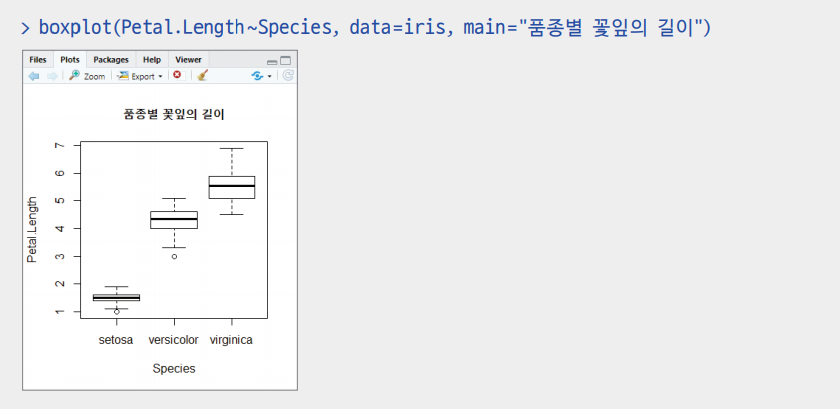 > boxplot(Petal.Length~Species, data=iris, main="품종별 꽃잎의 길이")
Files Plots Packages Help Viewer
Zoom Export
품종별 꽃잎의 길이
7
6
5
4
3
2
1
Petal.Length
setosa versicolor virginica
Species